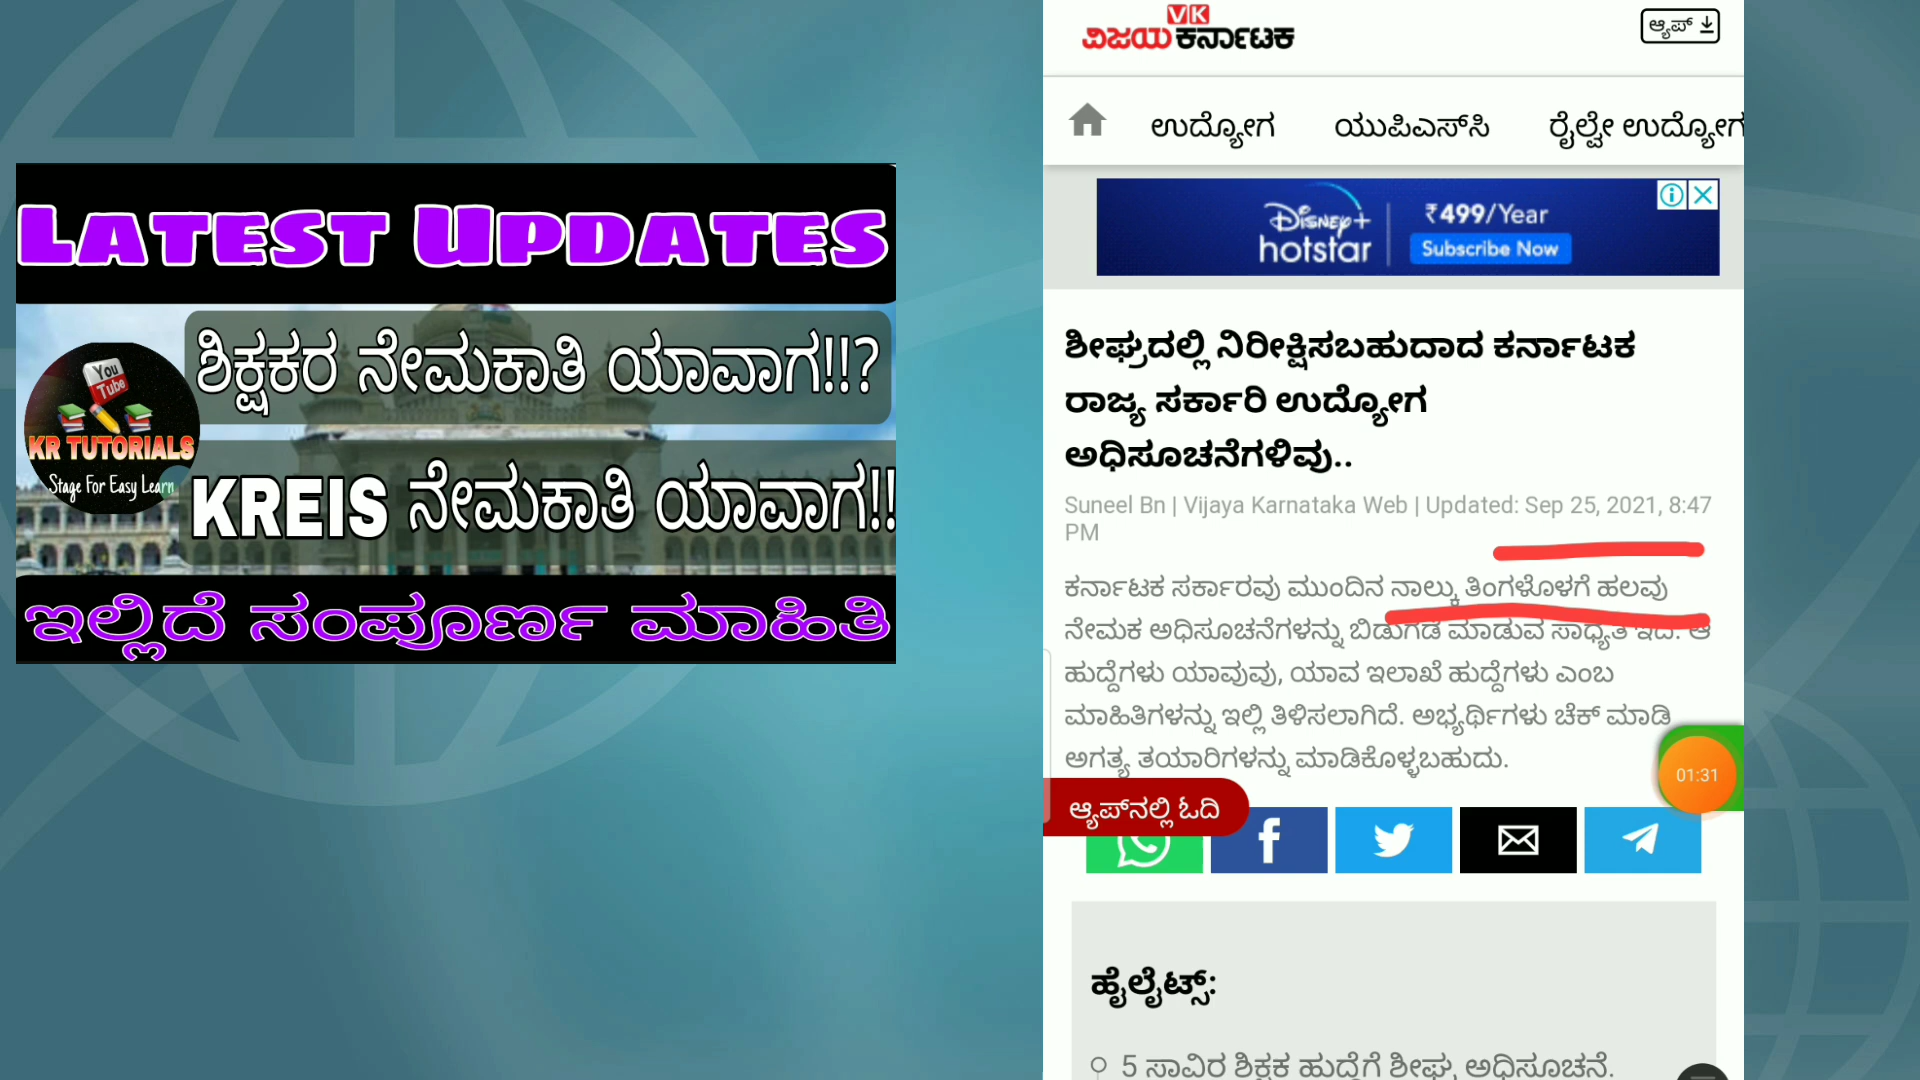 LATEST UPDATES
ಶಿಕ್ಷಕರ ನೇಮಕಾತಿ ಯಾವಾಗ!!?
You
Tube
KR TUTORIALS
Stage For Easy Learn
KREIS ನೇಮಕಾತಿ ಯಾವಾಗ!!
ಇಲ್ಲಿದೆ ಸಂಪೂರ್ಣ ಮಾಹಿತಿ
VK
ವಿಜಯ ಕರ್ನಾಟಕ
ಆ್ಯಪ್
ಉದ್ಯೋಗ ಯುಪಿಎಸ್‌ಸಿ ರೈಲ್ವೇ ಉದ್ಯೋಗ
Disney+
hotstar
₹499/Year
Subscribe Now
ಶೀಘ್ರದಲ್ಲಿ ನಿರೀಕ್ಷಿಸಬಹುದಾದ ಕರ್ನಾಟಕ
ರಾಜ್ಯ ಸರ್ಕಾರಿ ಉದ್ಯೋಗ
ಅಧಿಸೂಚನೆಗಳಿವು..
Suneel Bn | Vijaya Karnataka Web | Updated: Sep 25, 2021, 8:47
PM
ಕರ್ನಾಟಕ ಸರ್ಕಾರವು ಮುಂದಿನ ನಾಲ್ಕು ತಿಂಗಳೊಳಗೆ ಹಲವು
ನೇಮಕ ಅಧಿಸೂಚನೆಗಳನ್ನು ಬಿಡುಗಡೆ ಮಾಡುವ ಸಾಧ್ಯತೆ ಇದೆ. ಆ
ಹುದ್ದೆಗಳು ಯಾವುವು, ಯಾವ ಇಲಾಖೆ ಹುದ್ದೆಗಳು ಎಂಬ
ಮಾಹಿತಿಗಳನ್ನು ಇಲ್ಲಿ ತಿಳಿಸಲಾಗಿದೆ. ಅಭ್ಯರ್ಥಿಗಳು ಚೆಕ್ ಮಾಡಿ
ಅಗತ್ಯ ತಯಾರಿಗಳನ್ನು ಮಾಡಿಕೊಳ್ಳಬಹುದು.
01:31
ಆ್ಯಪ್‌ನಲ್ಲಿ ಓದಿ
ಹೈಲೈಟ್ಸ್:
5 ಸಾವಿರ ಶಿಕ್ಷಕ ಹುದ್ದೆಗೆ ಶೀಘ್ರ ಅಧಿಸೂಚನೆ.